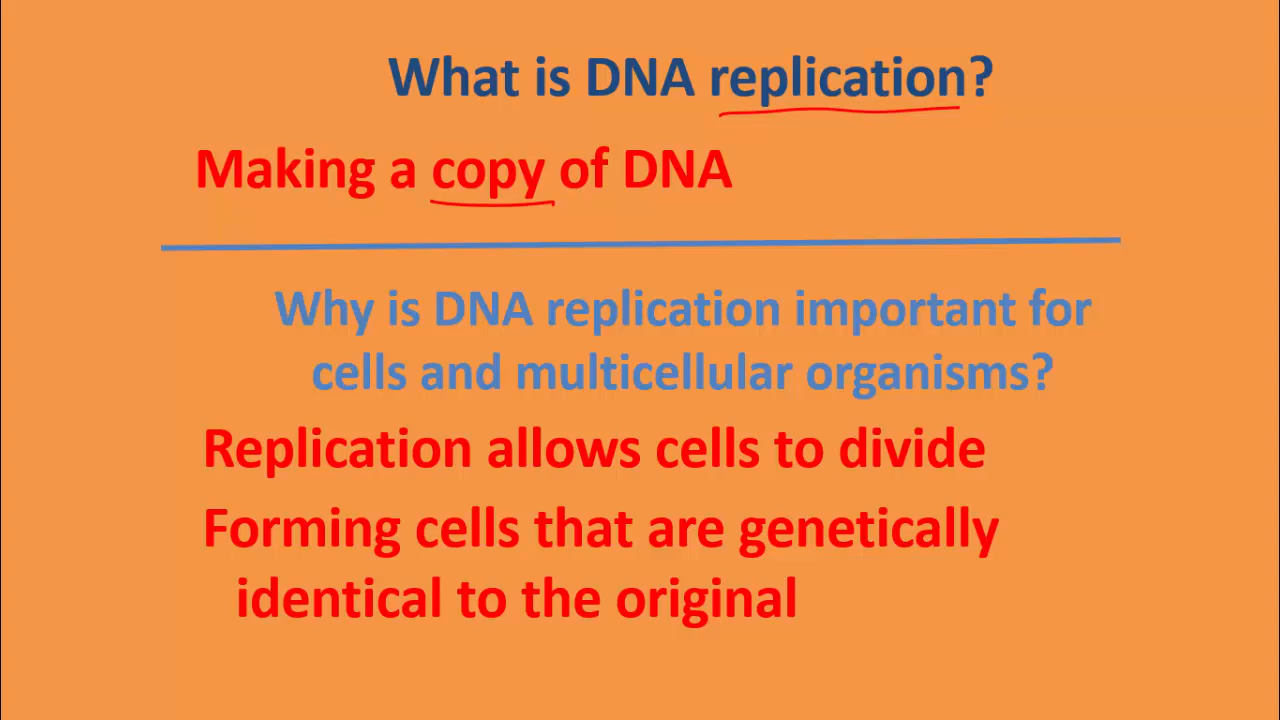 What is DNA replication?
Making a copy of DNA
Why is DNA replication important for
cells and multicellular organisms?
Replication allows cells to divide
Forming cells that are genetically
identical to the original